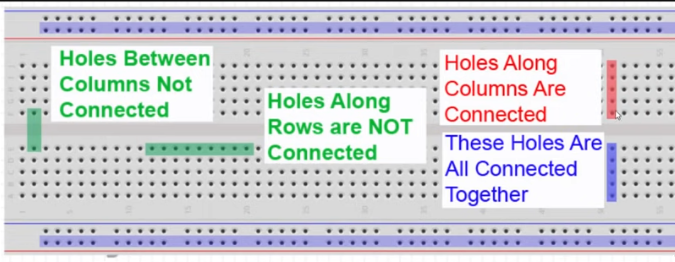 Holes Between
Columns Not
Connected
Holes Along
Rows are NOT
Connected
Holes Along
Columns Are
Connected
These Holes Are
All Connected
Together